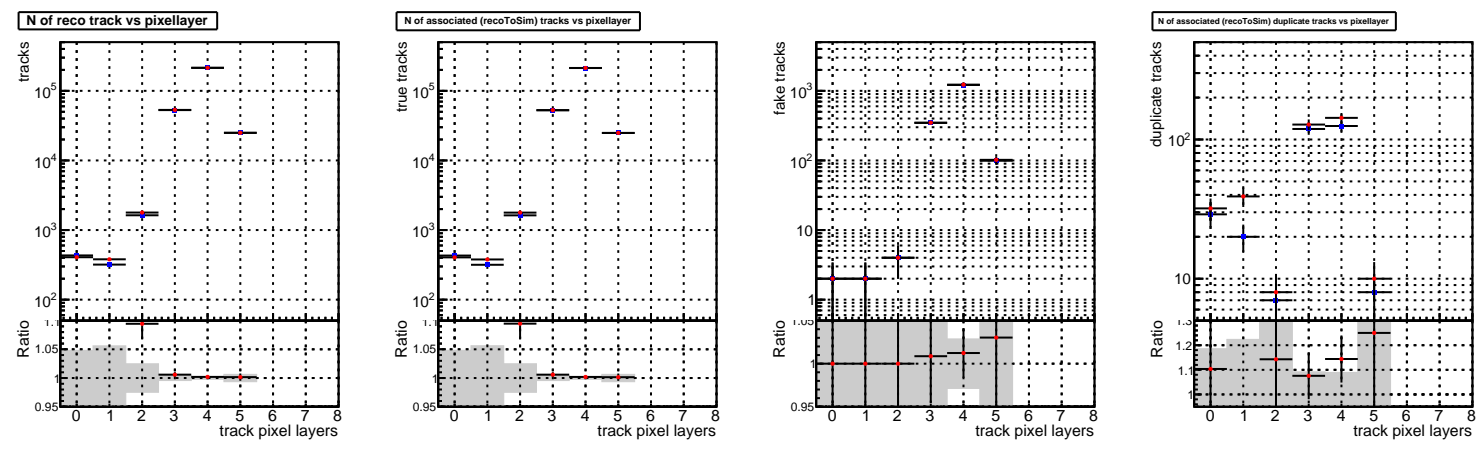 N of reco track vs pixellayer
tracks
10^5
10^4
10^3
10^2
Ratio
1.1
1.05
1
0.95
0 1 2 3 4 5 6 7 8
track pixel layers
N of associated (recoToSim) tracks vs pixellayer
true tracks
10^5
10^4
10^3
10^2
Ratio
1.1
1.05
1
0.95
0 1 2 3 4 5 6 7 8
track pixel layers
fake tracks
10^3
10^2
10
1
Ratio
1.05
1
0.95
0 1 2 3 4 5 6 7 8
track pixel layers
N of associated (recoToSim) duplicate tracks vs pixellayer
duplicate tracks
10^2
10
Ratio
1.3
1.2
1.1
1
0 1 2 3 4 5 6 7 8
track pixel layers